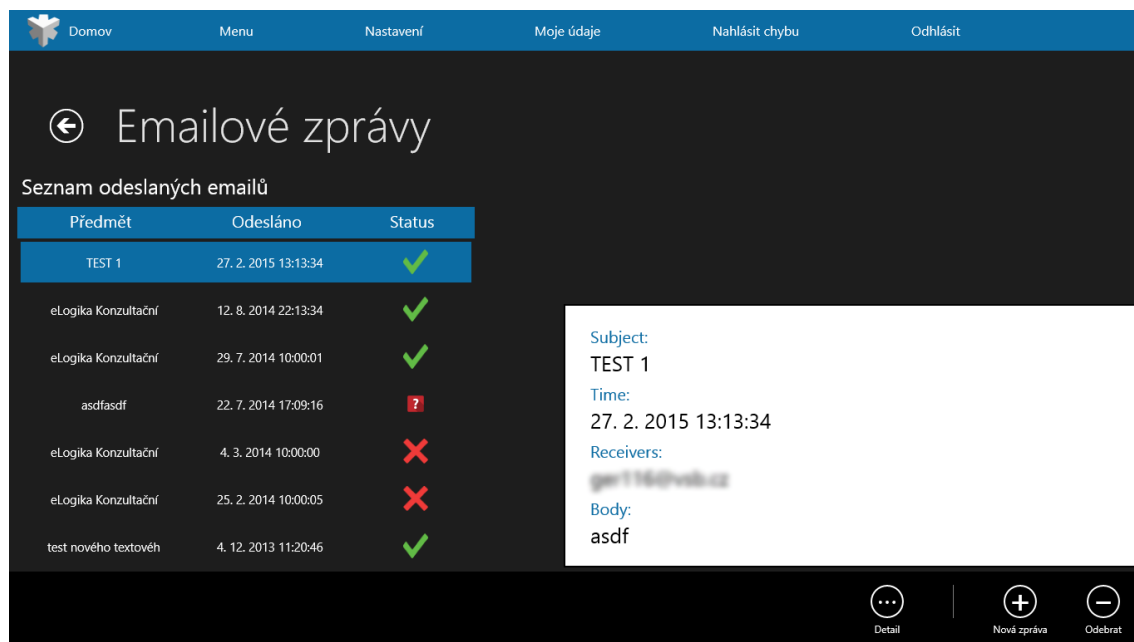 Domov Menu Nastavení Moje údaje Nahlásit chybu Odhlásit
Emailové zprávy
Seznam odeslaných emailů
Předmět Odesláno Status
TEST 1 27. 2. 2015 13:13:34
eLogika Konzultační 12. 8. 2014 22:13:34
eLogika Konzultační 29. 7. 2014 10:00:01
asdfasdf 22. 7. 2014 17:09:16 ?
eLogika Konzultační 4. 3. 2014 10:00:00
eLogika Konzultační 25. 2. 2014 10:00:05
test nového textovéh 4. 12. 2013 11:20:46
Subject:
TEST 1
Time:
27. 2. 2015 13:13:34
Receivers:
Body:
asdf
Detail Nová zpráva Odebrat